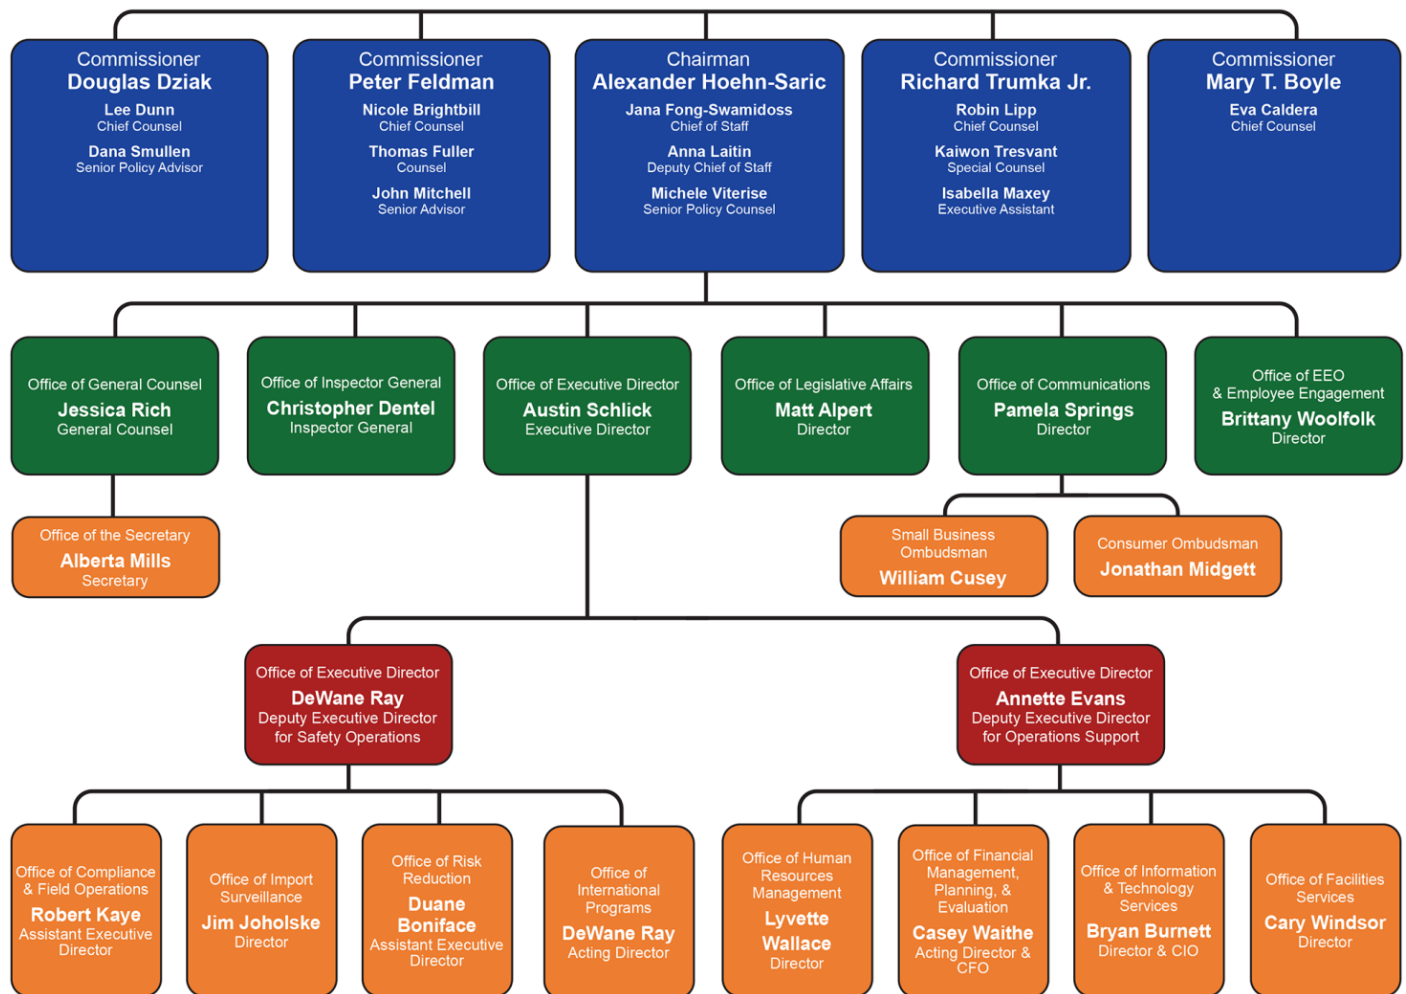 Commissioner
Douglas Dziak
Lee Dunn
Chief Counsel
Dana Smullen
Senior Policy Advisor
Commissioner
Peter Feldman
Nicole Brightbill
Chief Counsel
Thomas Fuller
Counsel
John Mitchell
Senior Advisor
Chairman
Alexander Hoehn-Saric
Jana Fong-Swamidoss
Chief of Staff
Anna Laitin
Deputy Chief of Staff
Michele Viterise
Senior Policy Counsel
Commissioner
Richard Trumka Jr.
Robin Lipp
Chief Counsel
Kaiwon Tresvant
Special Counsel
Isabella Maxey
Executive Assistant
Commissioner
Mary T. Boyle
Eva Caldera
Chief Counsel
Office of General Counsel
Jessica Rich
General Counsel
Office of Inspector General
Christopher Dentel
Inspector General
Office of Executive Director
Austin Schlick
Executive Director
Office of Legislative Affairs
Matt Alpert
Director
Office of Communications
Pamela Springs
Director
Office of EEO
& Employee Engagement
Brittany Woolfolk
Director
Office of the Secretary
Alberta Mills
Secretary
Small Business
Ombudsman
William Cusey
Consumer Ombudsman
Jonathan Midgett
Office of Executive Director
DeWane Ray
Deputy Executive Director
for Safety Operations
Office of Executive Director
Annette Evans
Deputy Executive Director
for Operations Support
Office of Compliance
& Field Operations
Robert Kaye
Assistant Executive
Director
Office of Import
Surveillance
Jim Joholske
Director
Office of Risk
Reduction
Duane
Boniface
Assistant Executive
Director
Office of
International
Programs
DeWane Ray
Acting Director
Office of Human
Resources
Management
Lyvette
Wallace
Director
Office of Financial
Management,
Planning, &
Evaluation
Casey Waithe
Acting Director &
CFO
Office of Information
& Technology
Services
Bryan Burnett
Director & CIO
Office of Facilities
Services
Cary Windsor
Director